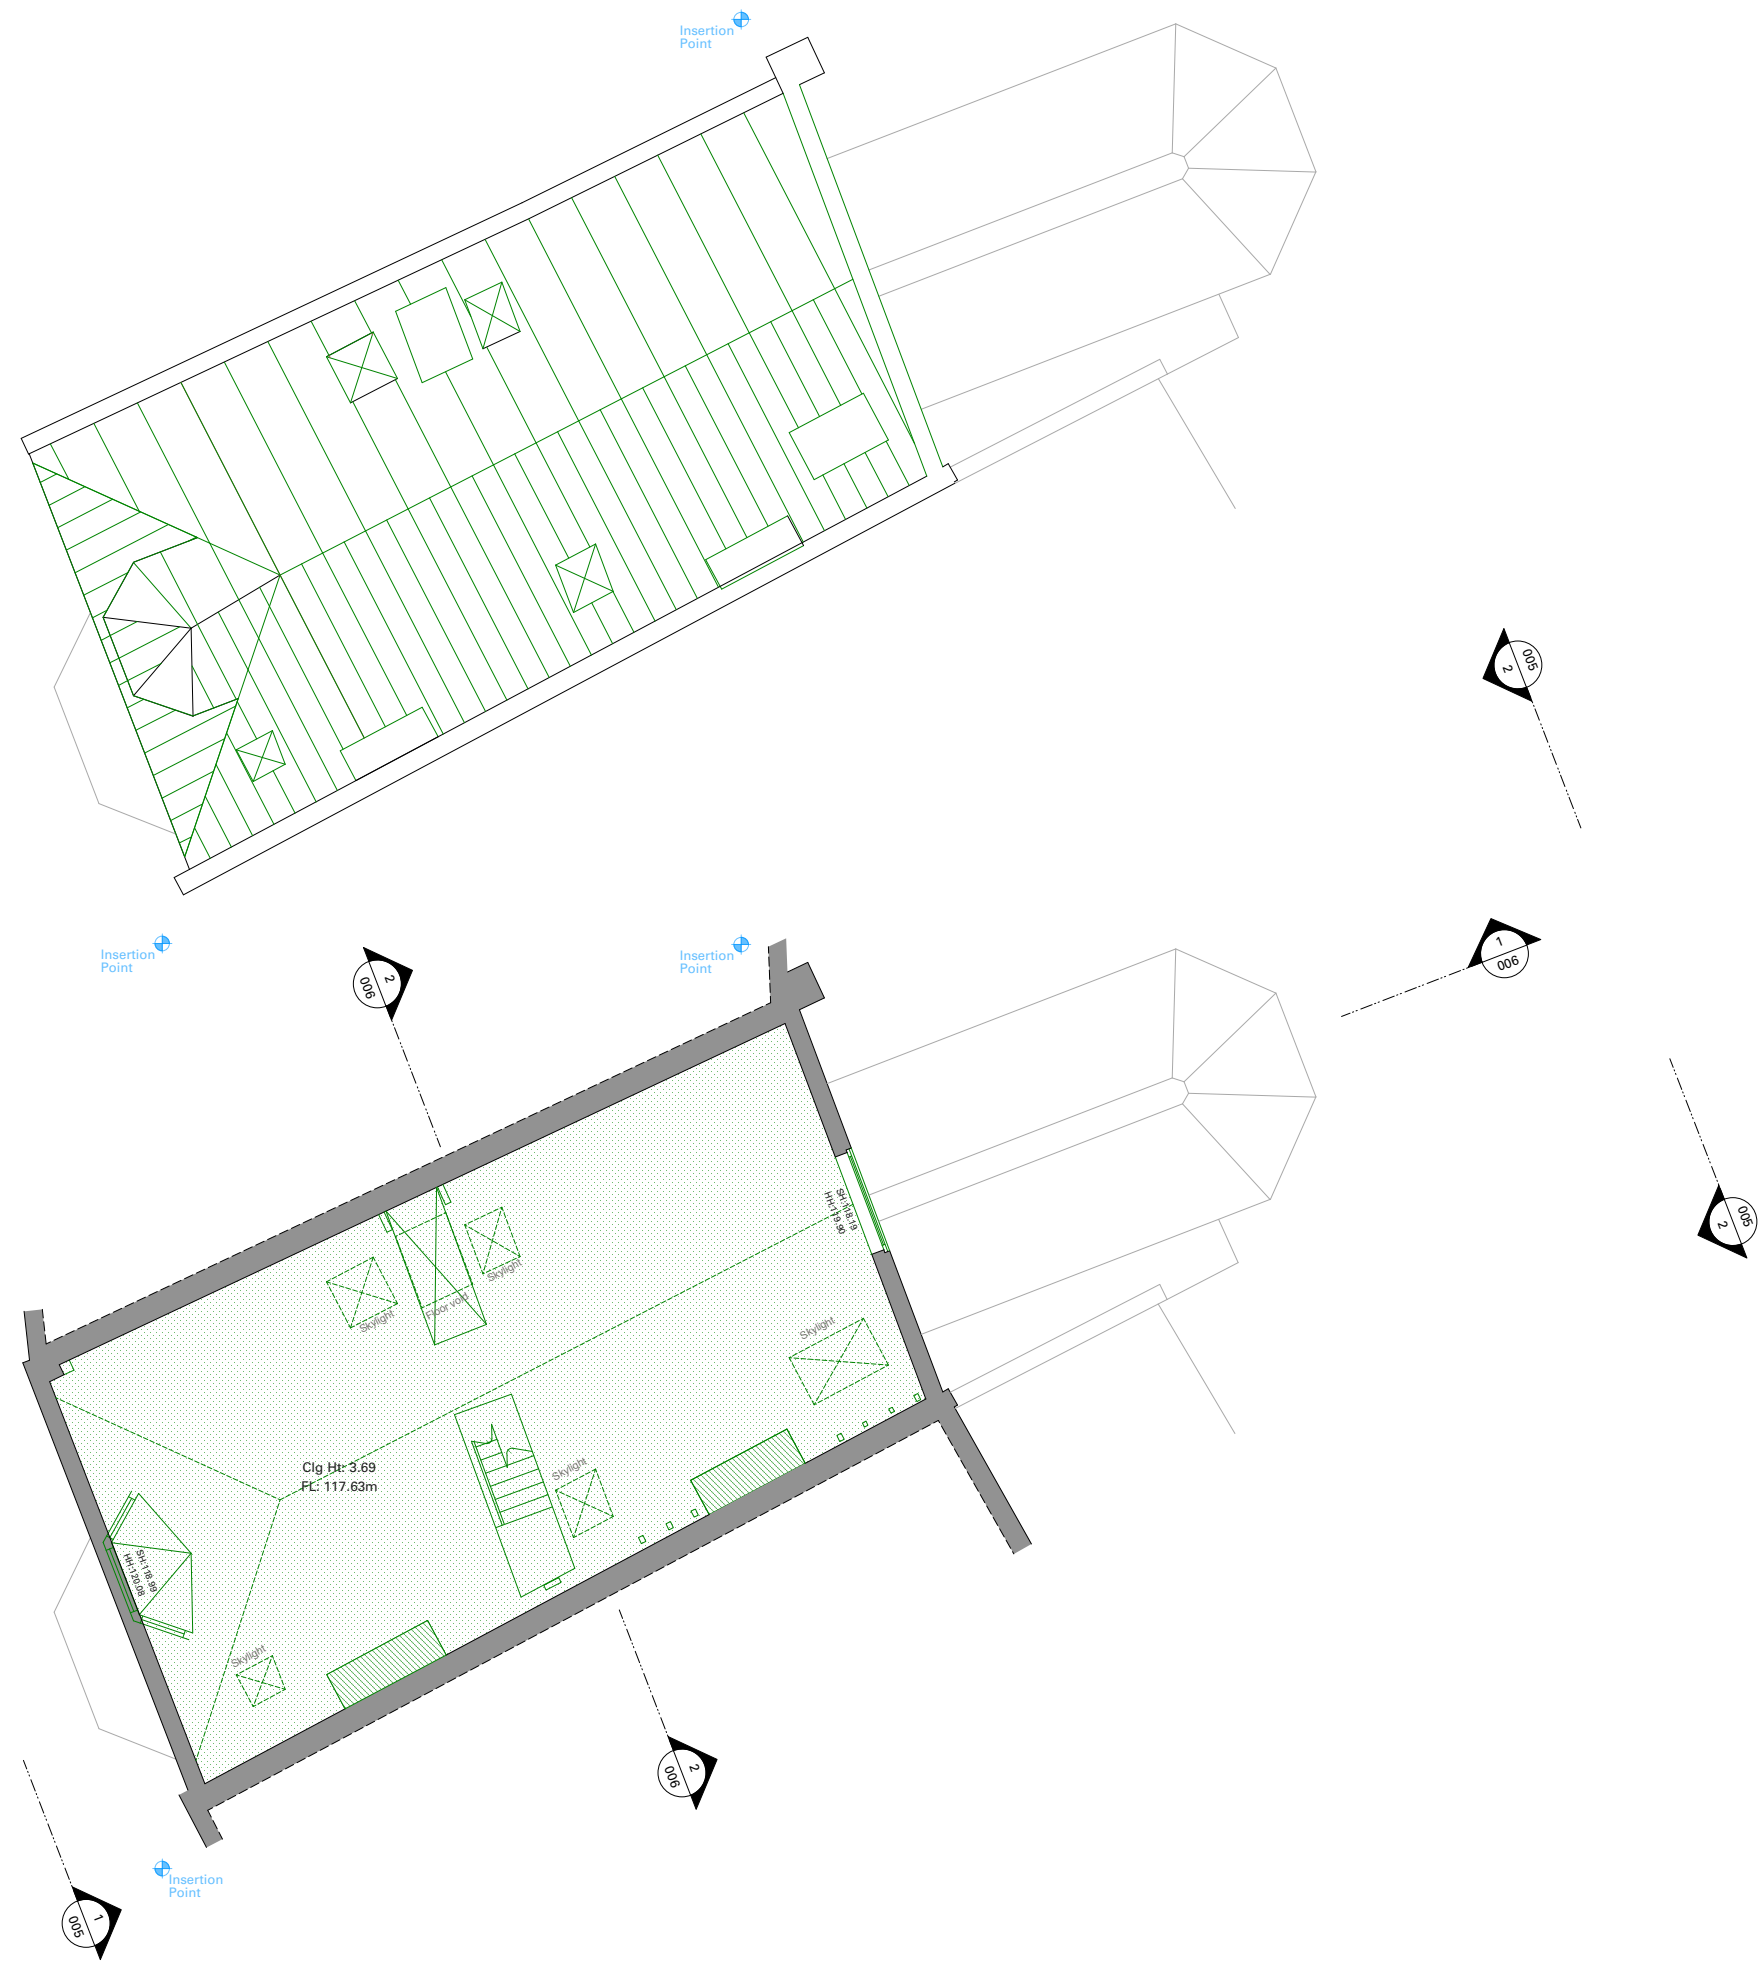 Insertion
Point
005
2
Insertion
Point
Insertion
Point
2
006
1
006
SH:118.19
HH:119.90
005
2
Skylight
Floor void
Skylight
Skylight
Clg Ht: 3.69
FL: 117.63m
Skylight
SH:118.99
HH:120.08
Skylight
2
006
Insertion
Point
1
005